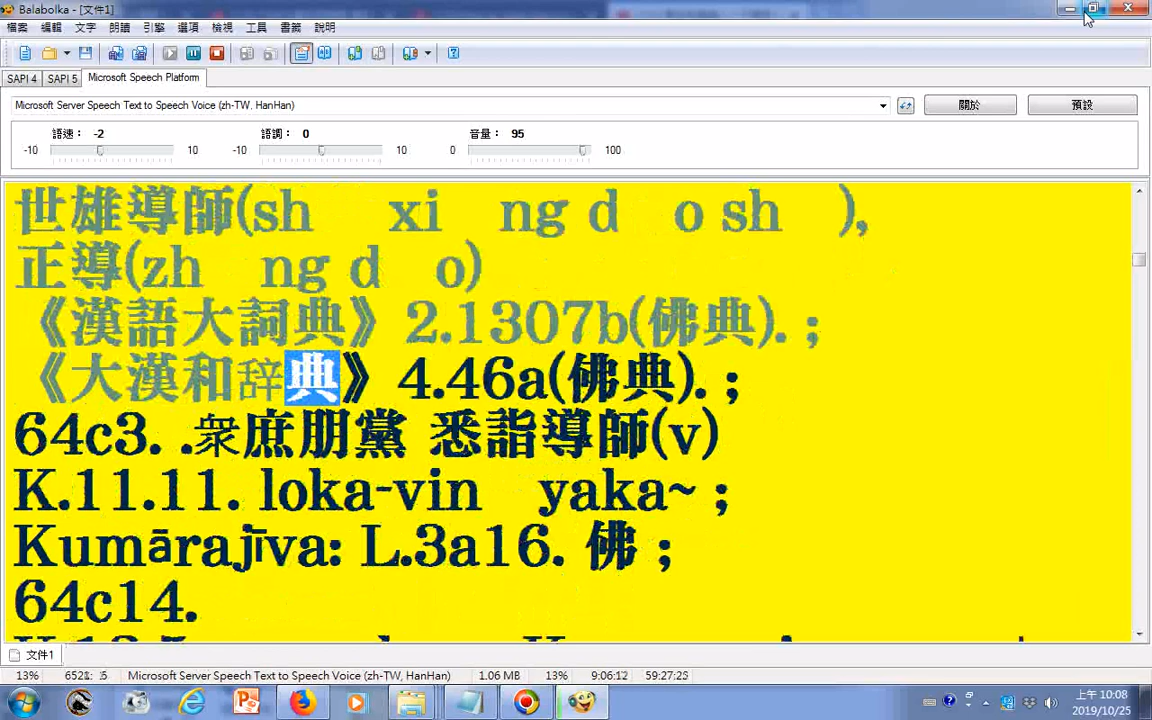 Balabolka - [文件1]
檔案 編輯 文字 朗讀 引擎 選項 檢視 工具 書籤 說明
SAPI 4 SAPI 5 Microsoft Speech Platform
Microsoft Server Speech Text to Speech Voice (zh-TW, HanHan) 關於 預設
語速： -2 語調： 0 音量： 95
-10 10 -10 10 0 100
世雄導師(sh xi ng d o sh ),
正導(zh ng d o)
《漢語大詞典》 2.1307b(佛典). ;
《大漢和辞典》 4.46a(佛典). ;
64c3. .衆庶朋黨 悉詣導師(v)
K.11.11. loka-vin yaka~ ;
Kumārajīva: L.3a16. 佛 ;
64c14.
文件1
13% Microsoft Server Speech Text to Speech Voice (zh-TW, HanHan) 1.06 MB 13% 9:06:12 59:27:25
上午 10:08
2019/10/25